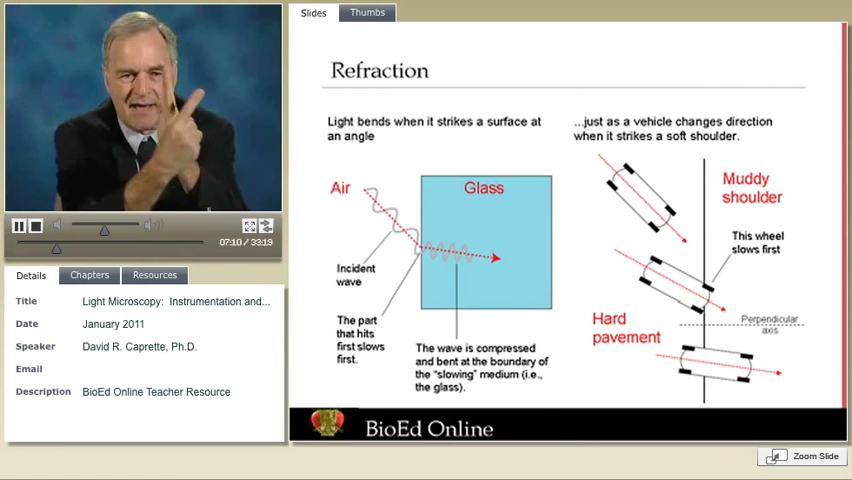 Slides
Thumbs
Refraction
Light bends when it strikes a surface at
an angle
...just as a vehicle changes direction
when it strikes a soft shoulder.
Air
Glass
Incident
wave
The part
that hits
first slows
first.
The wave is compressed
and bent at the boundary of
the "slowing" medium (i.e.,
the glass).
Muddy
shoulder
This wheel
slows first
Hard
pavement
Perpendicular
axis
BioEd Online
07:10 / 33:19
Details
Chapters
Resources
Title Light Microscopy: Instrumentation and...
Date January 2011
Speaker David R. Caprette, Ph.D.
Email
Description BioEd Online Teacher Resource
Zoom Slide